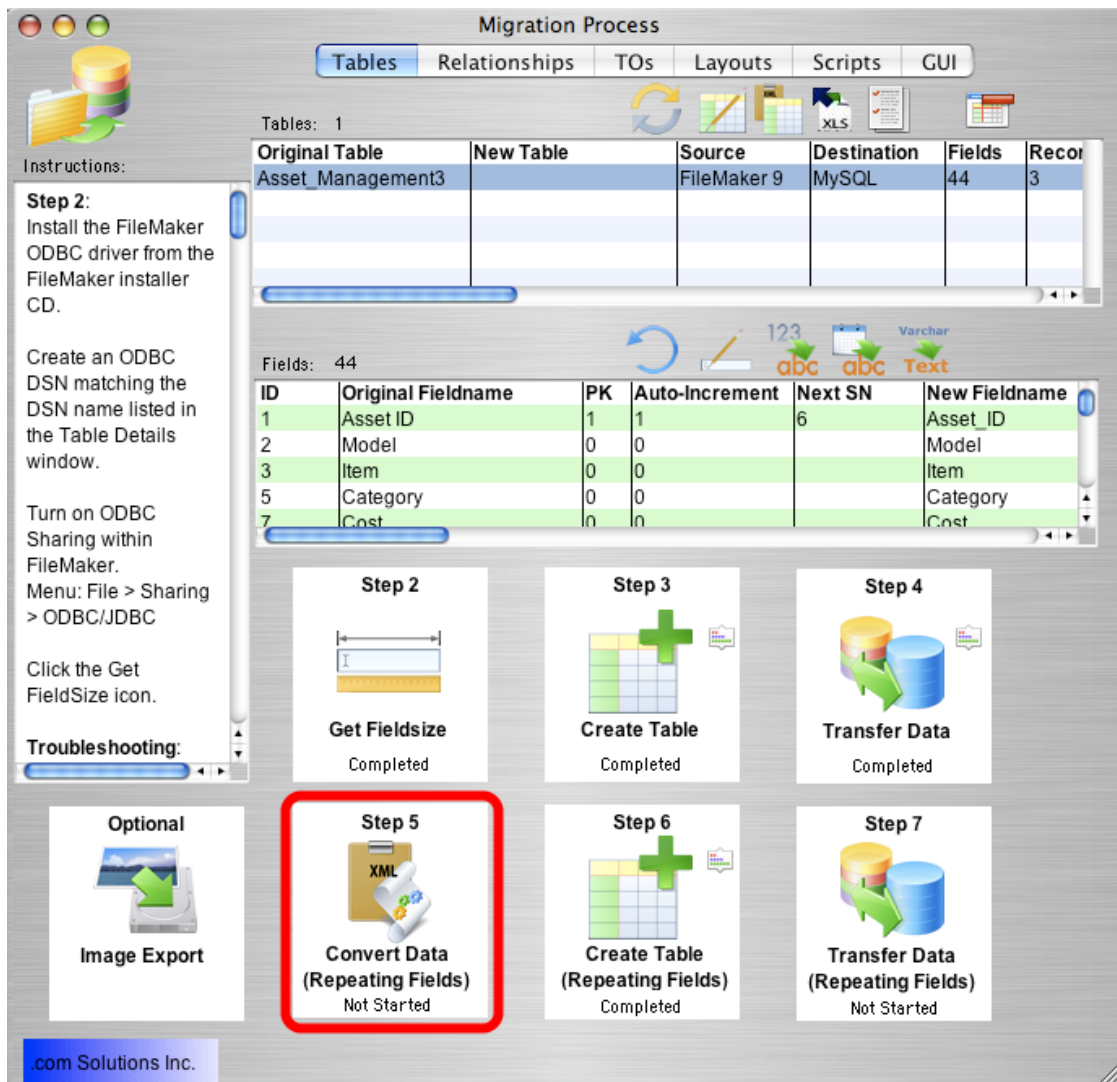 Migration Process
Tables Relationships TOs Layouts Scripts GUI
Tables: 1
XML
XLS
Original Table New Table Source Destination Fields Recor
Asset_Management3 FileMaker 9 MySQL 44 3
Instructions:
Step 2:
Install the FileMaker
ODBC driver from the
FileMaker installer
CD.
Create an ODBC
DSN matching the
DSN name listed in
the Table Details
window.
Turn on ODBC
Sharing within
FileMaker.
Menu: File > Sharing
> ODBC/JDBC
Click the Get
FieldSize icon.
Troubleshooting:
Fields: 44
123
abc
abc
Varchar
Text
ID Original Fieldname PK Auto-Increment Next SN New Fieldname
1 Asset ID 1 1 6 Asset_ID
2 Model 0 0 Model
3 Item 0 0 Item
5 Category 0 0 Category
7 Cost 0 0 Cost
Step 2
Get Fieldsize
Completed
Step 3
Create Table
Completed
Step 4
Transfer Data
Completed
Optional
Image Export
Step 5
XML
Convert Data
(Repeating Fields)
Not Started
Step 6
Create Table
(Repeating Fields)
Completed
Step 7
Transfer Data
(Repeating Fields)
Not Started
.com Solutions Inc.